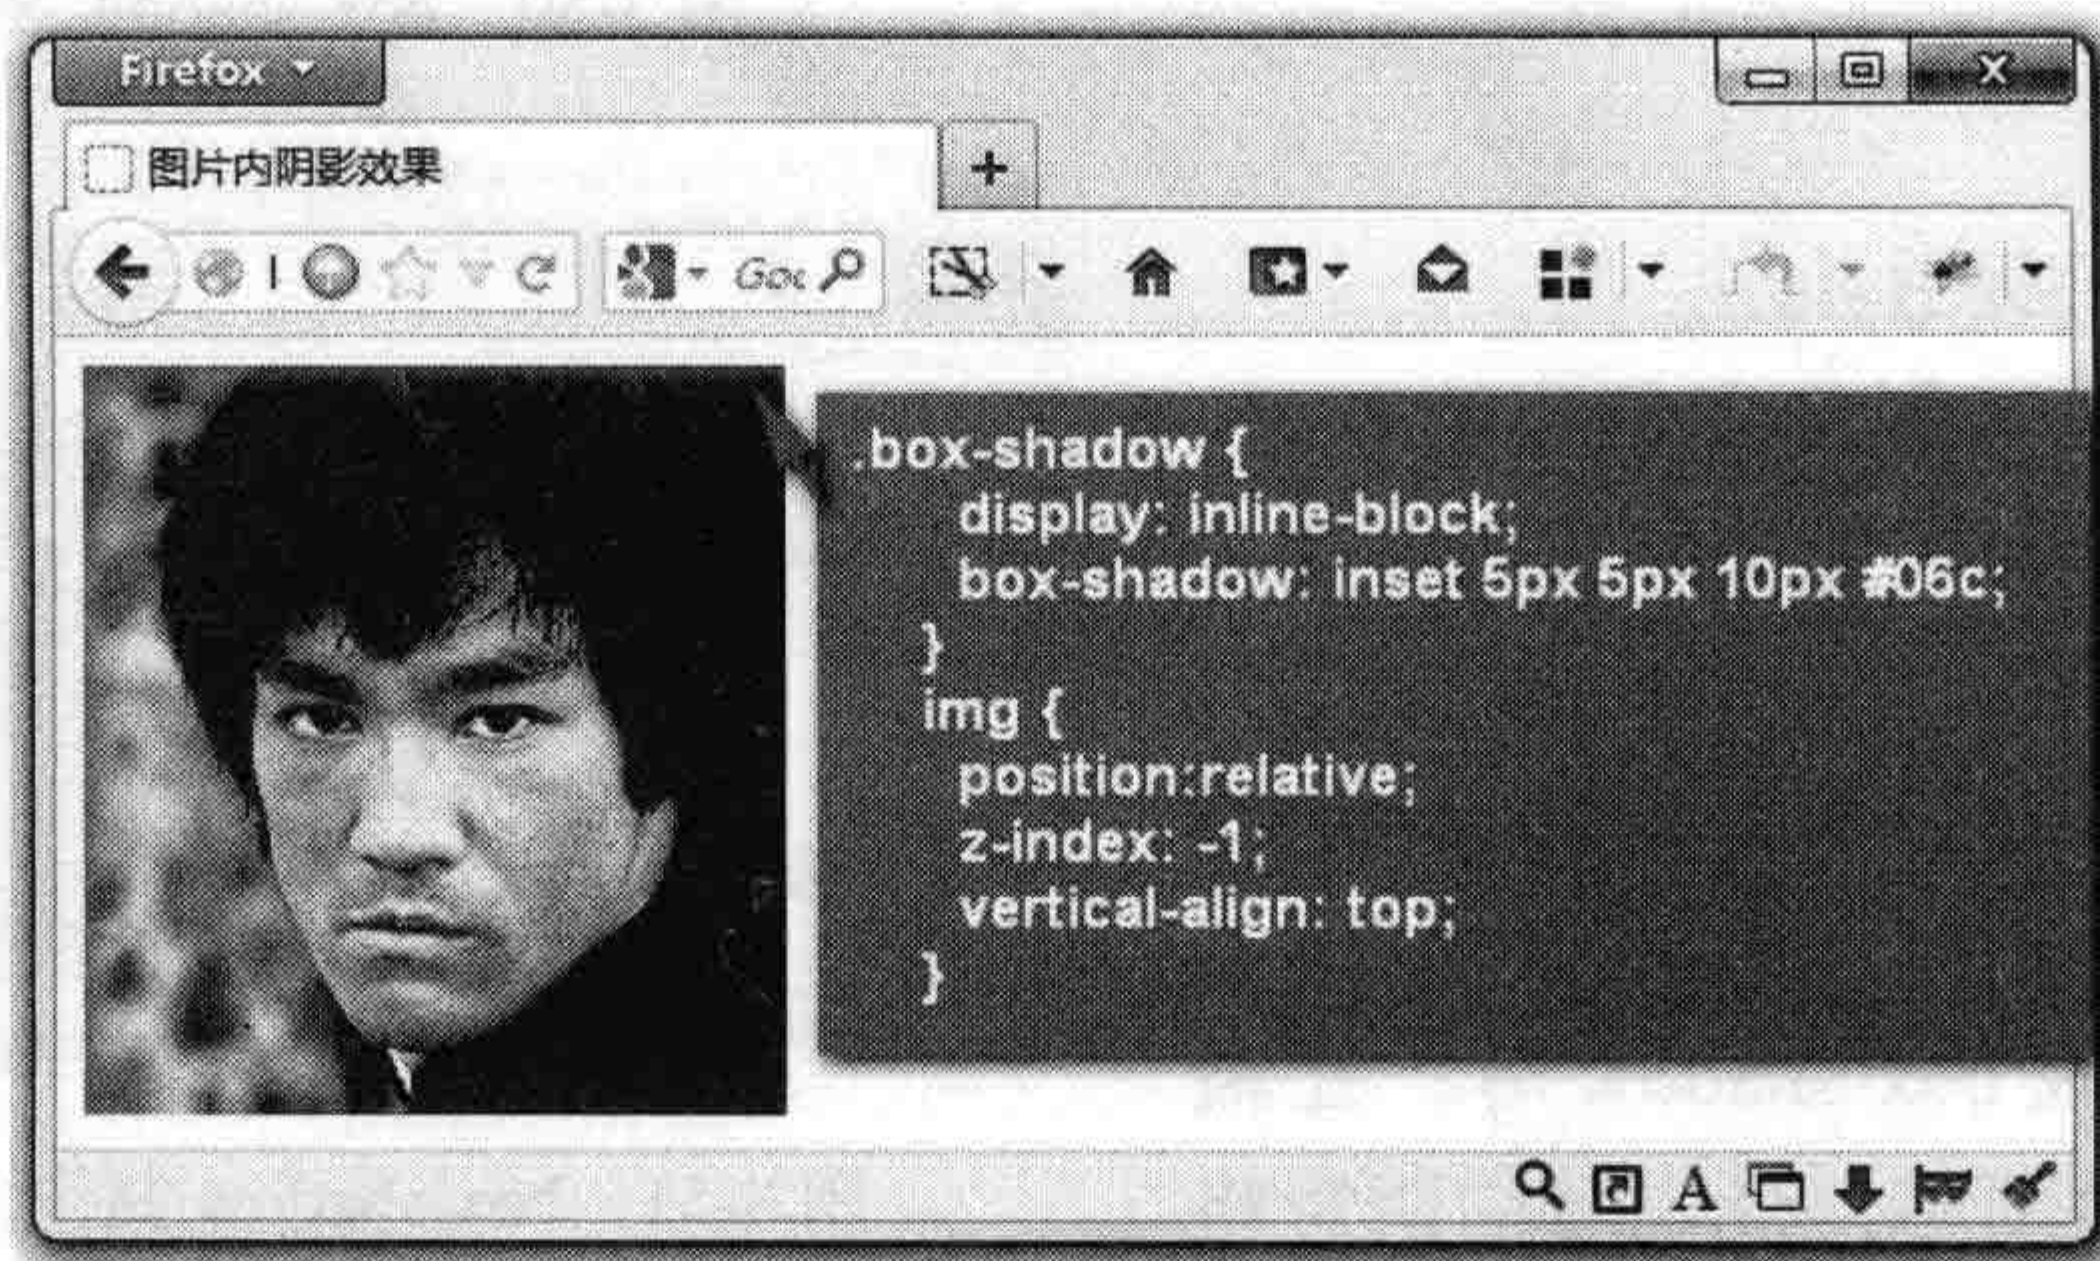 Firefox
图片内阴影效果
.box-shadow {
display: inline-block;
box-shadow: inset 5px 5px 10px #06c;
}
img {
position:relative;
z-index: -1;
vertical-align: top;
}
A